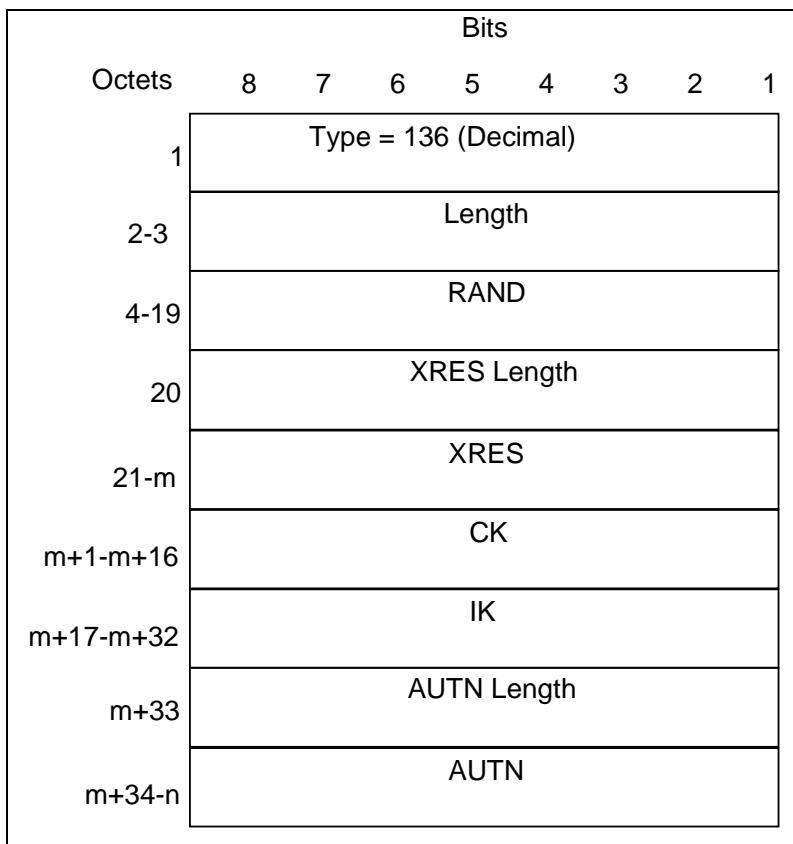 Bits
Octets 8 7 6 5 4 3 2 1
1 Type = 136 (Decimal)
2-3 Length
4-19 RAND
20 XRES Length
21-m XRES
m+1-m+16 CK
m+17-m+32 IK
m+33 AUTN Length
m+34-n AUTN